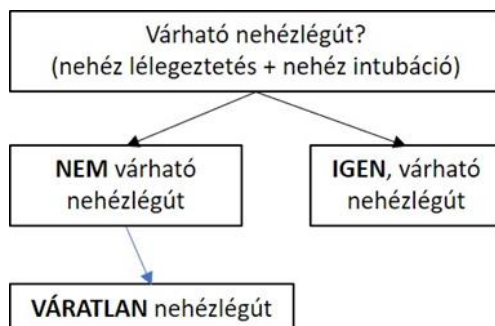 Várható nehézlégút?
(nehéz lélegeztetés + nehéz intubáció)
NEM várható
nehézlégút
IGEN, várható
nehézlégút
VÁRATLAN nehézlégút